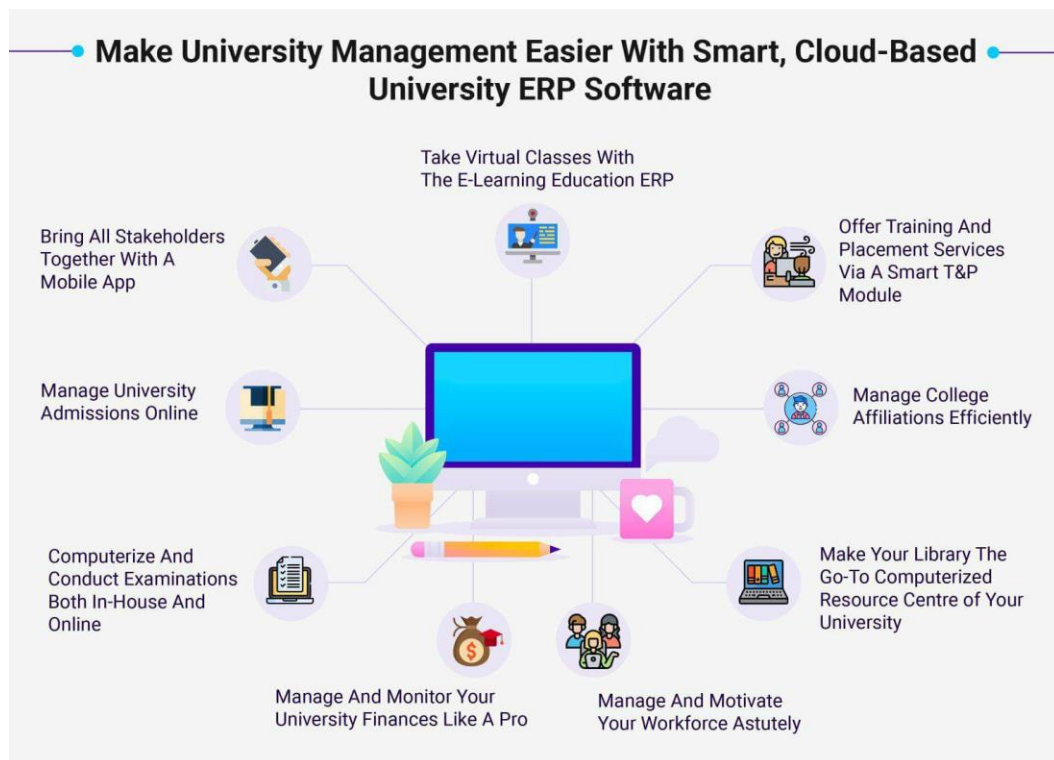 Make University Management Easier With Smart, Cloud-Based
University ERP Software
Take Virtual Classes With
The E-Learning Education ERP
Bring All Stakeholders
Together With A
Mobile App
Offer Training And
Placement Services
Via A Smart T&P
Module
Manage University
Admissions Online
Manage College
Affiliations Efficiently
Computerize And
Conduct Examinations
Both In-House And
Online
Make Your Library The
Go-To Computerized
Resource Centre of Your
University
$
Manage And Monitor Your
University Finances Like A Pro
Manage And Motivate
Your Workforce Astutely